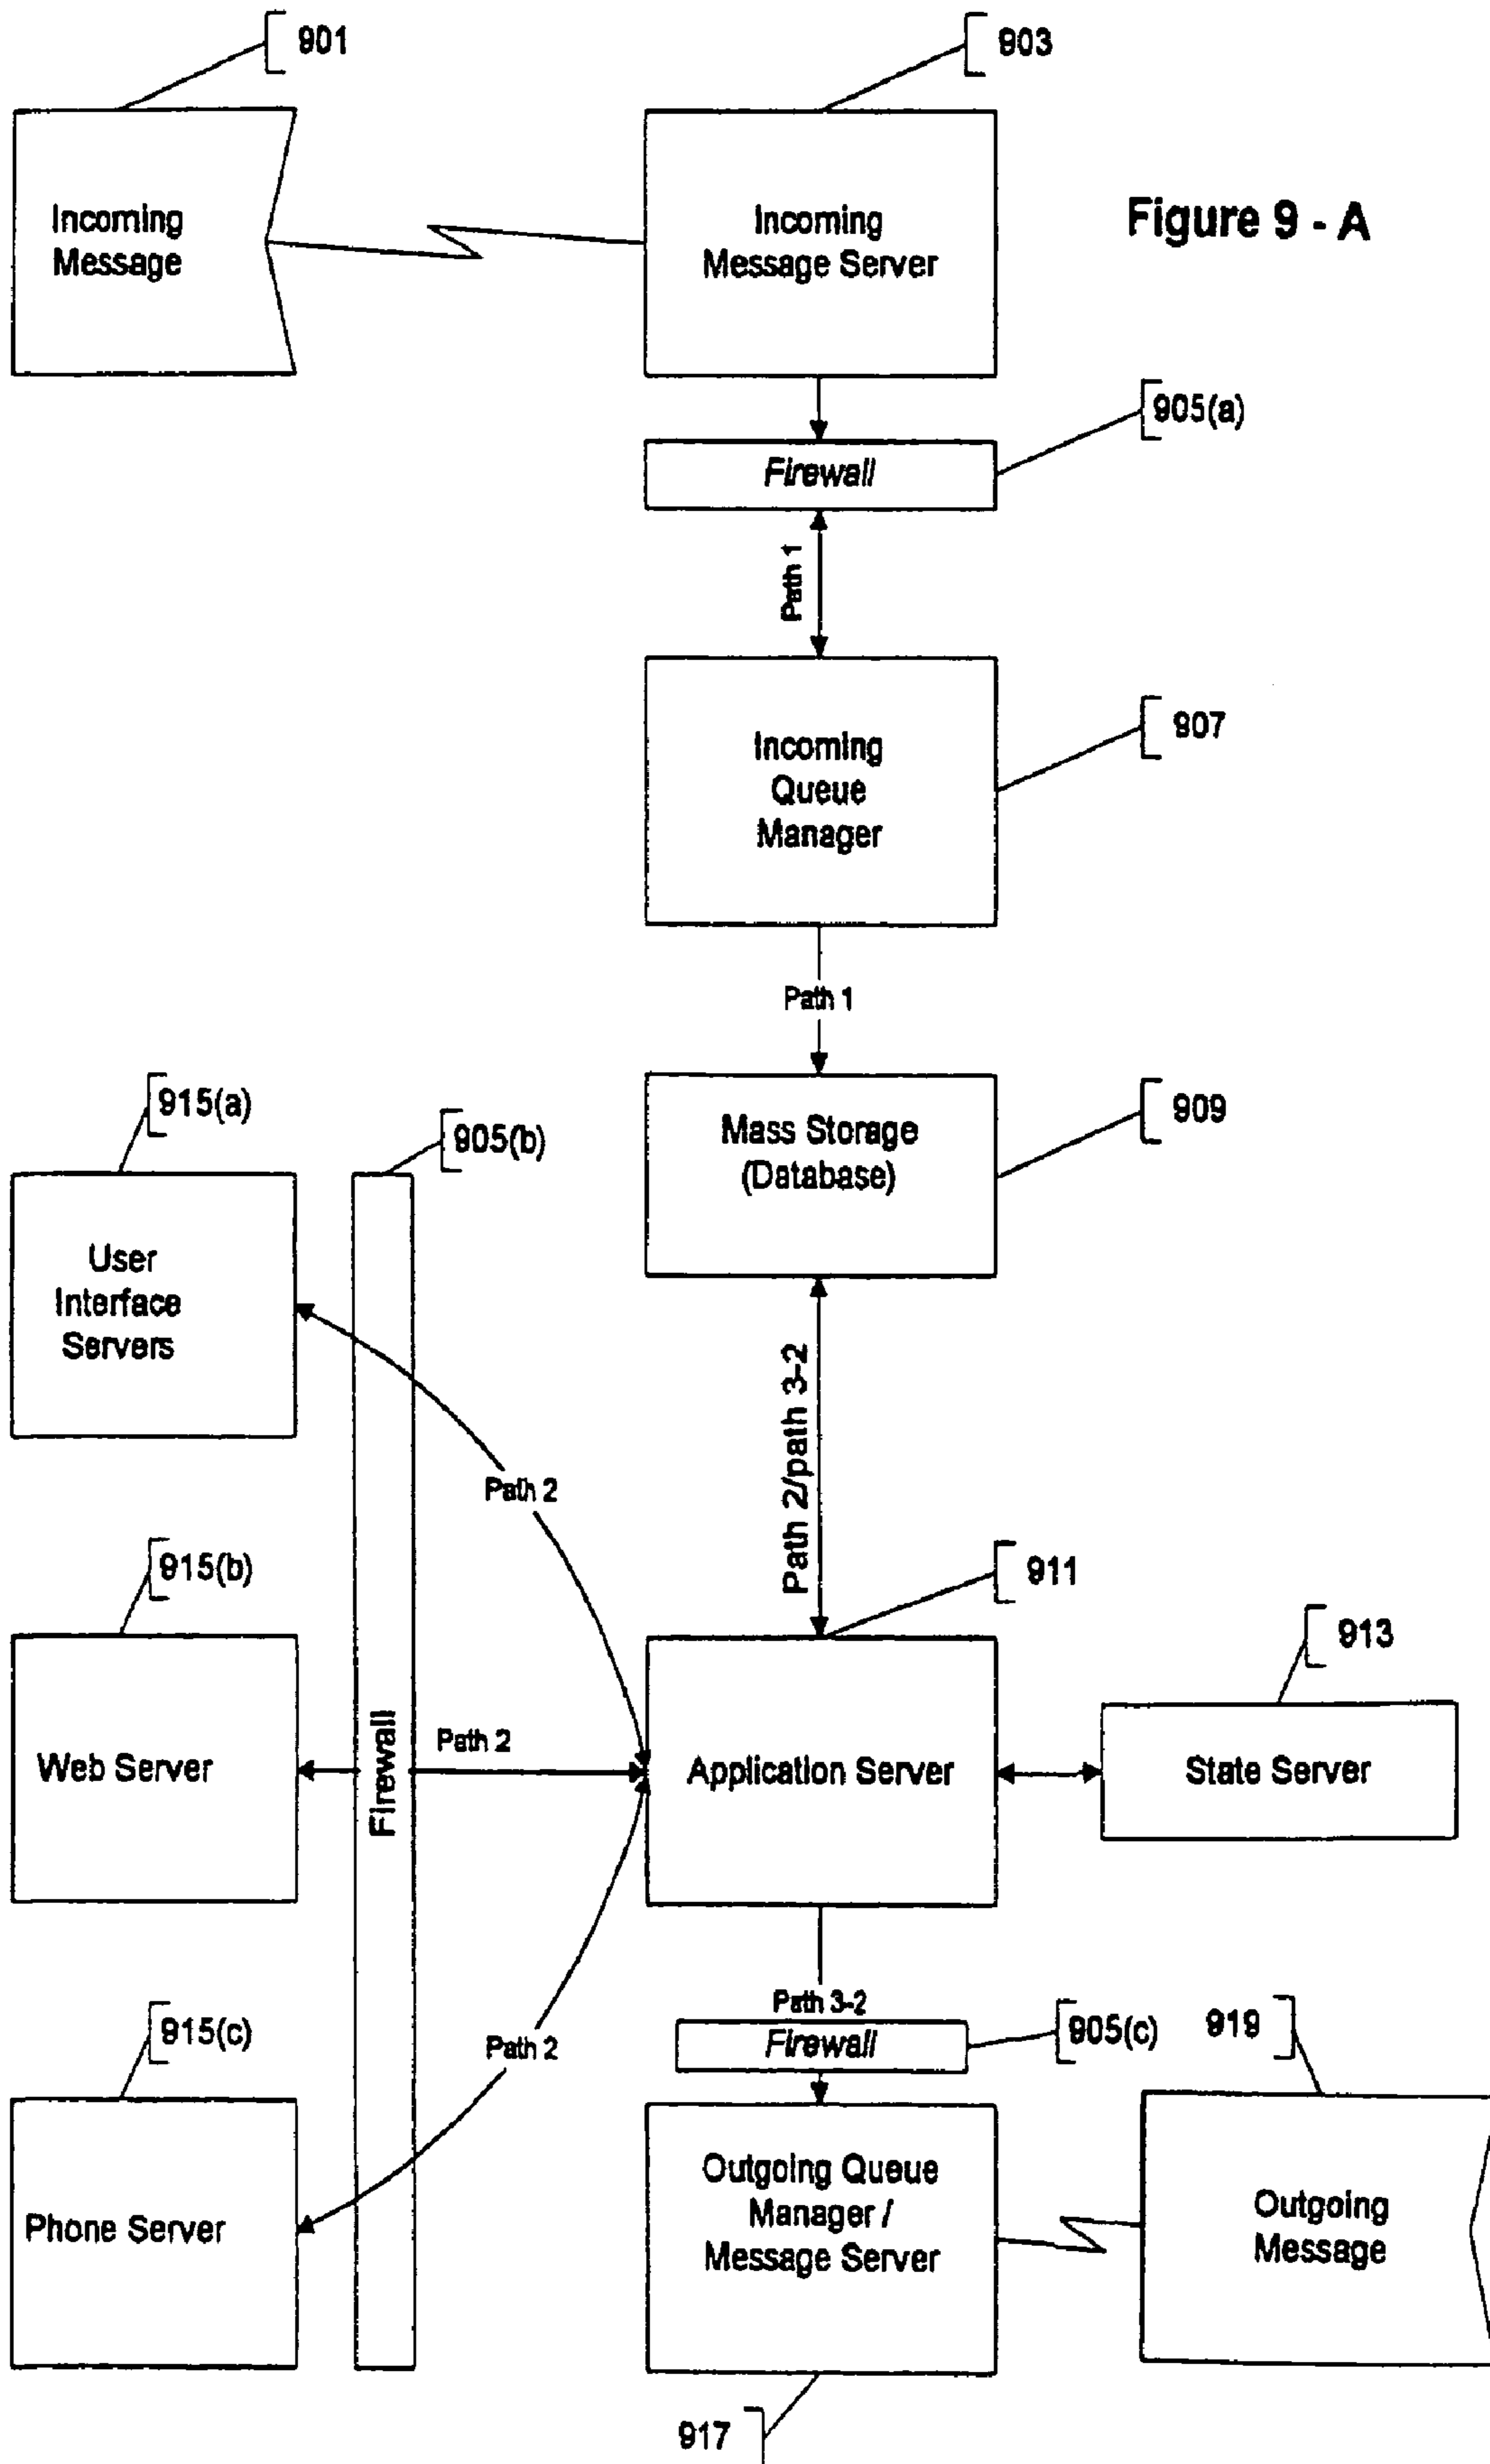 901
903
Incoming
Message
Incoming
Message Server
Figure 9 - A
905(a)
Firewall
Path 1
907
Incoming
Queue
Manager
Path 1
915(a)
905(b)
909
Mass Storage
(Database)
User
Interface
Servers
Path 2/path 3-2
Path 2
915(b)
911
913
Firewall
Path 2
Web Server
Application Server
State Server
Path 3-2
915(c)
Path 2
Firewall
905(c)
919
Phone Server
Outgoing Queue
Manager /
Message Server
Outgoing
Message
917